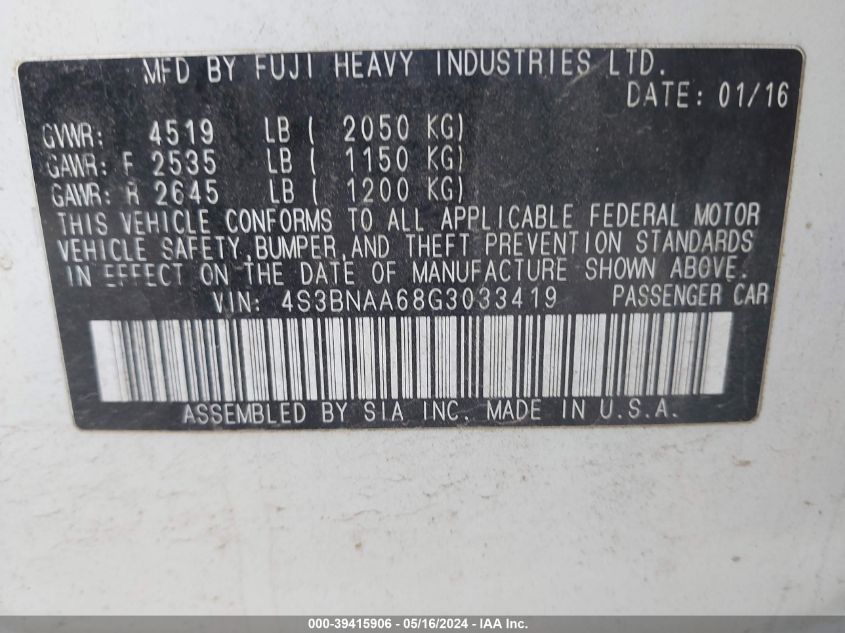 MFD BY FUJI HEAVY INDUSTRIES LTD.
DATE: 01/16
GVWR: 4519 LB ( 2050 KG)
GAWR: F 2535 LB ( 1150 KG)
GAWR: R 2645 LB ( 1200 KG)
THIS VEHICLE CONFORMS TO ALL APPLICABLE FEDERAL MOTOR
VEHICLE SAFETY,BUMPER,AND THEFT PREVENTION STANDARDS
IN EFFECT ON THE DATE OF MANUFACTURE SHOWN ABOVE.
VIN: 4S3BNAA68G3033419 PASSENGER CAR
ASSEMBLED BY SIA INC. MADE IN U.S.A.
000-39415906 - 05/16/2024 - IAA Inc.